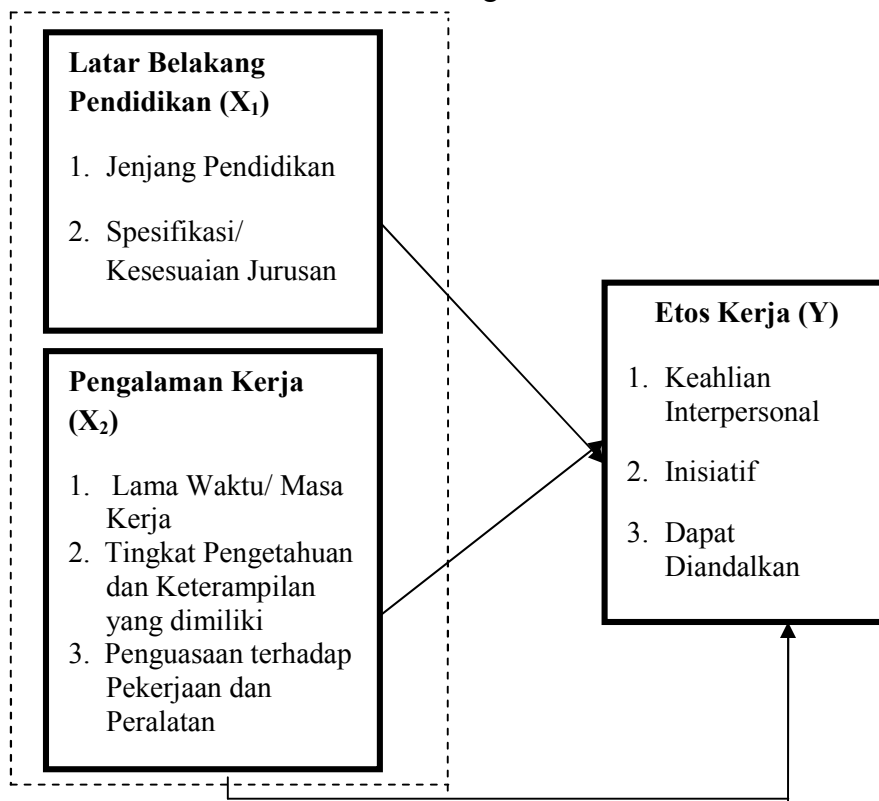 Latar Belakang
Pendidikan (X₁)
1. Jenjang Pendidikan
2. Spesifikasi/
Kesesuaian Jurusan
Pengalaman Kerja
(X₂)
1. Lama Waktu/ Masa
Kerja
2. Tingkat Pengetahuan
dan Keterampilan
yang dimiliki
3. Penguasaan terhadap
Pekerjaan dan
Peralatan
Etos Kerja (Y)
1. Keahlian
Interpersonal
2. Inisiatif
3. Dapat
Diandalkan